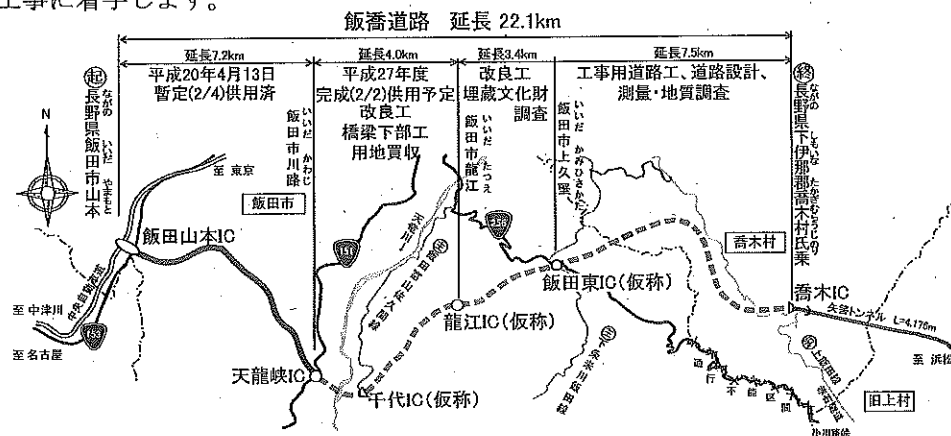 工事に着手します。
飯喬道路 延長 22.1km
延長7.2km
延長4.0km
延長3.4km
延長7.5km
平成20年4月13日
暫定(2/4)供用済
平成27年度
完成(2/2)供用予定
改良工
橋梁下部工
用地買収
改良工
埋蔵文化財
調査
工事用道路工、道路設計、
測量・地質調査
起
長野県飯田市山本
ながの いいだ やまもと
飯田市川路
いいだ かわじ
飯田市龍江
いいだ たつえ
飯田市上久堅
いいだ かみひさかた
終
長野県下伊那郡喬木村氏乗
ながの しもいな たかぎむらうじのり
N
至 東京
飯田市
喬木村
飯田山本IC
151
天竜川
中央自動車道
至 中津川
153
至 名古屋
天龍峡IC
千代IC(仮称)
龍江IC(仮称)
飯田東IC(仮称)
喬木IC
矢筈トンネル L=4,176m
至 浜松
通行不能区間
旧上村